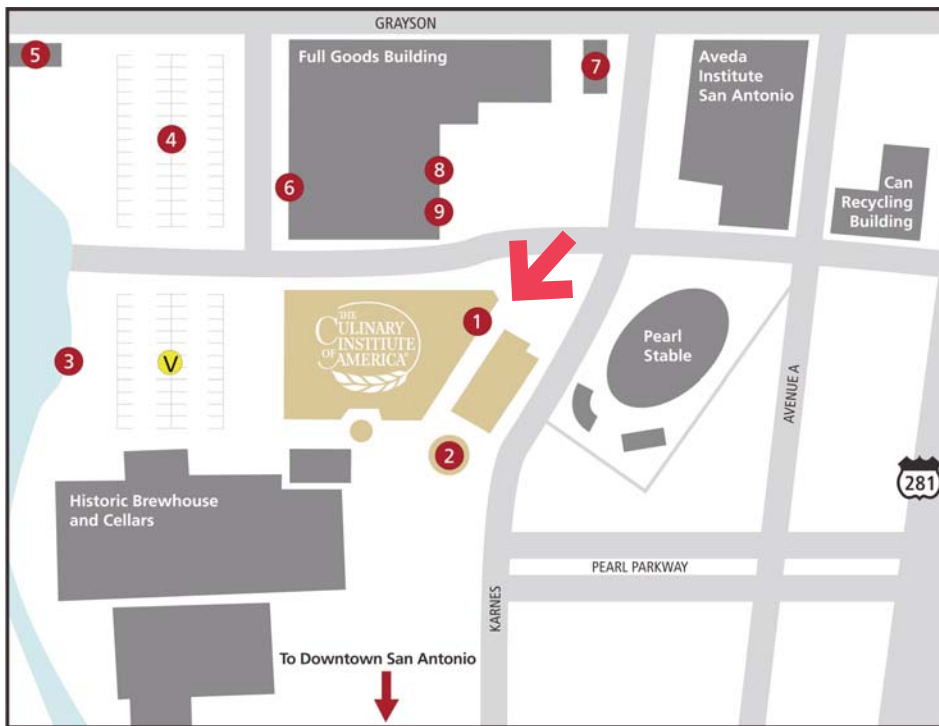 GRAYSON
5
Full Goods Building
7
Aveda
Institute
San Antonio
4
8
6
9
Can
Recycling
Building
THE
CULINARY
INSTITUTE
OF AMERICA®
1
Pearl
Stable
3
V
AVENUE A
2
281
Historic Brewhouse
and Cellars
PEARL PARKWAY
KARNES
To Downtown San Antonio